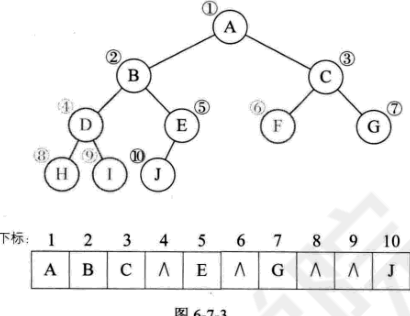 ①
A
② ③
B C
④ ⑤ ⑥ ⑦
D E F G
⑧ ⑨ ⑩
H I J
下标: 1 2 3 4 5 6 7 8 9 10
A B C ∧ E ∧ G ∧ ∧ J
图 6-7-3